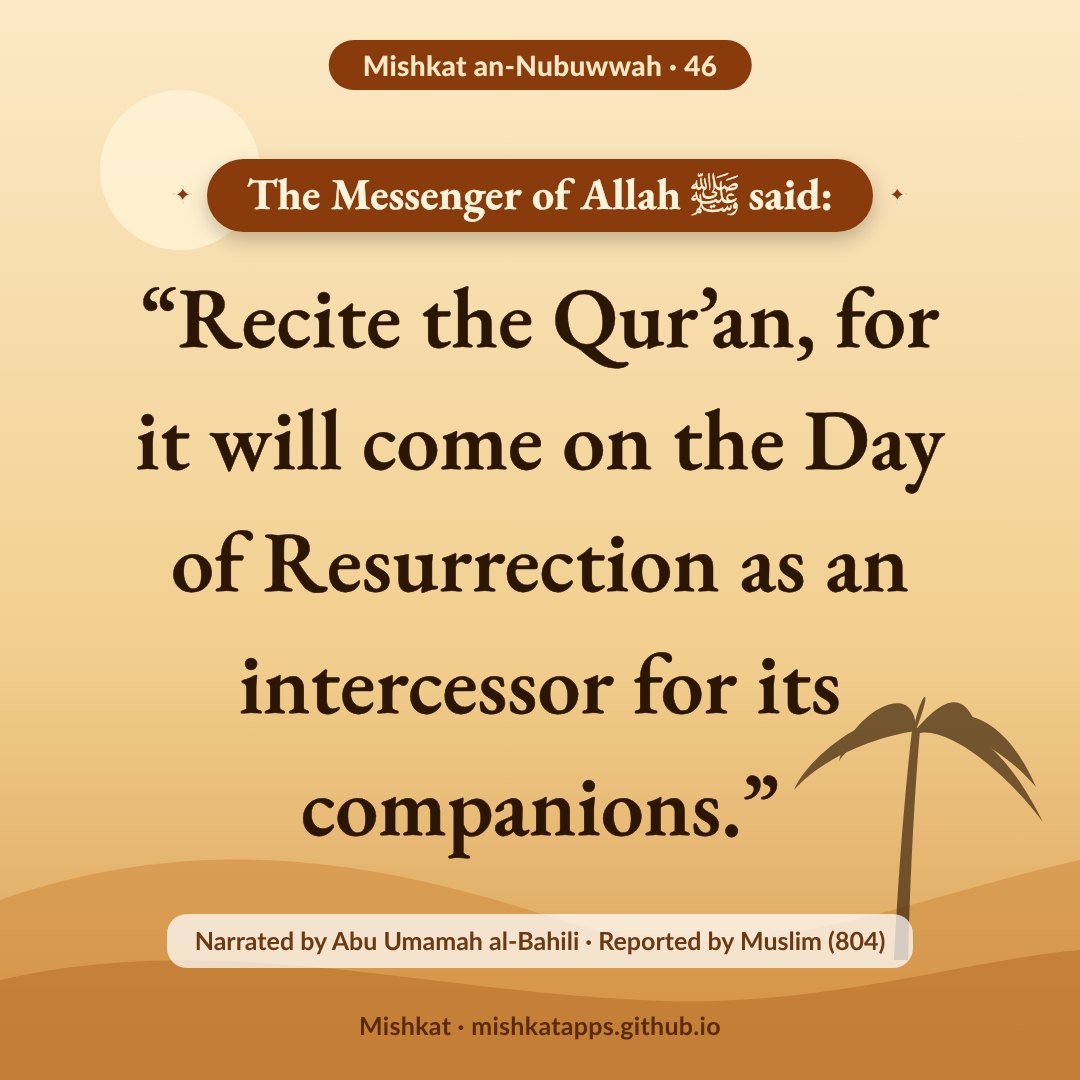 Mishkat an-Nubuwwah · 46
The Messenger of Allah ﷺ said:
“Recite the Qur’an, for
it will come on the Day
of Resurrection as an
intercessor for its
companions.”
Narrated by Abu Umamah al-Bahili · Reported by Muslim (804)
Mishkat · mishkatapps.github.io